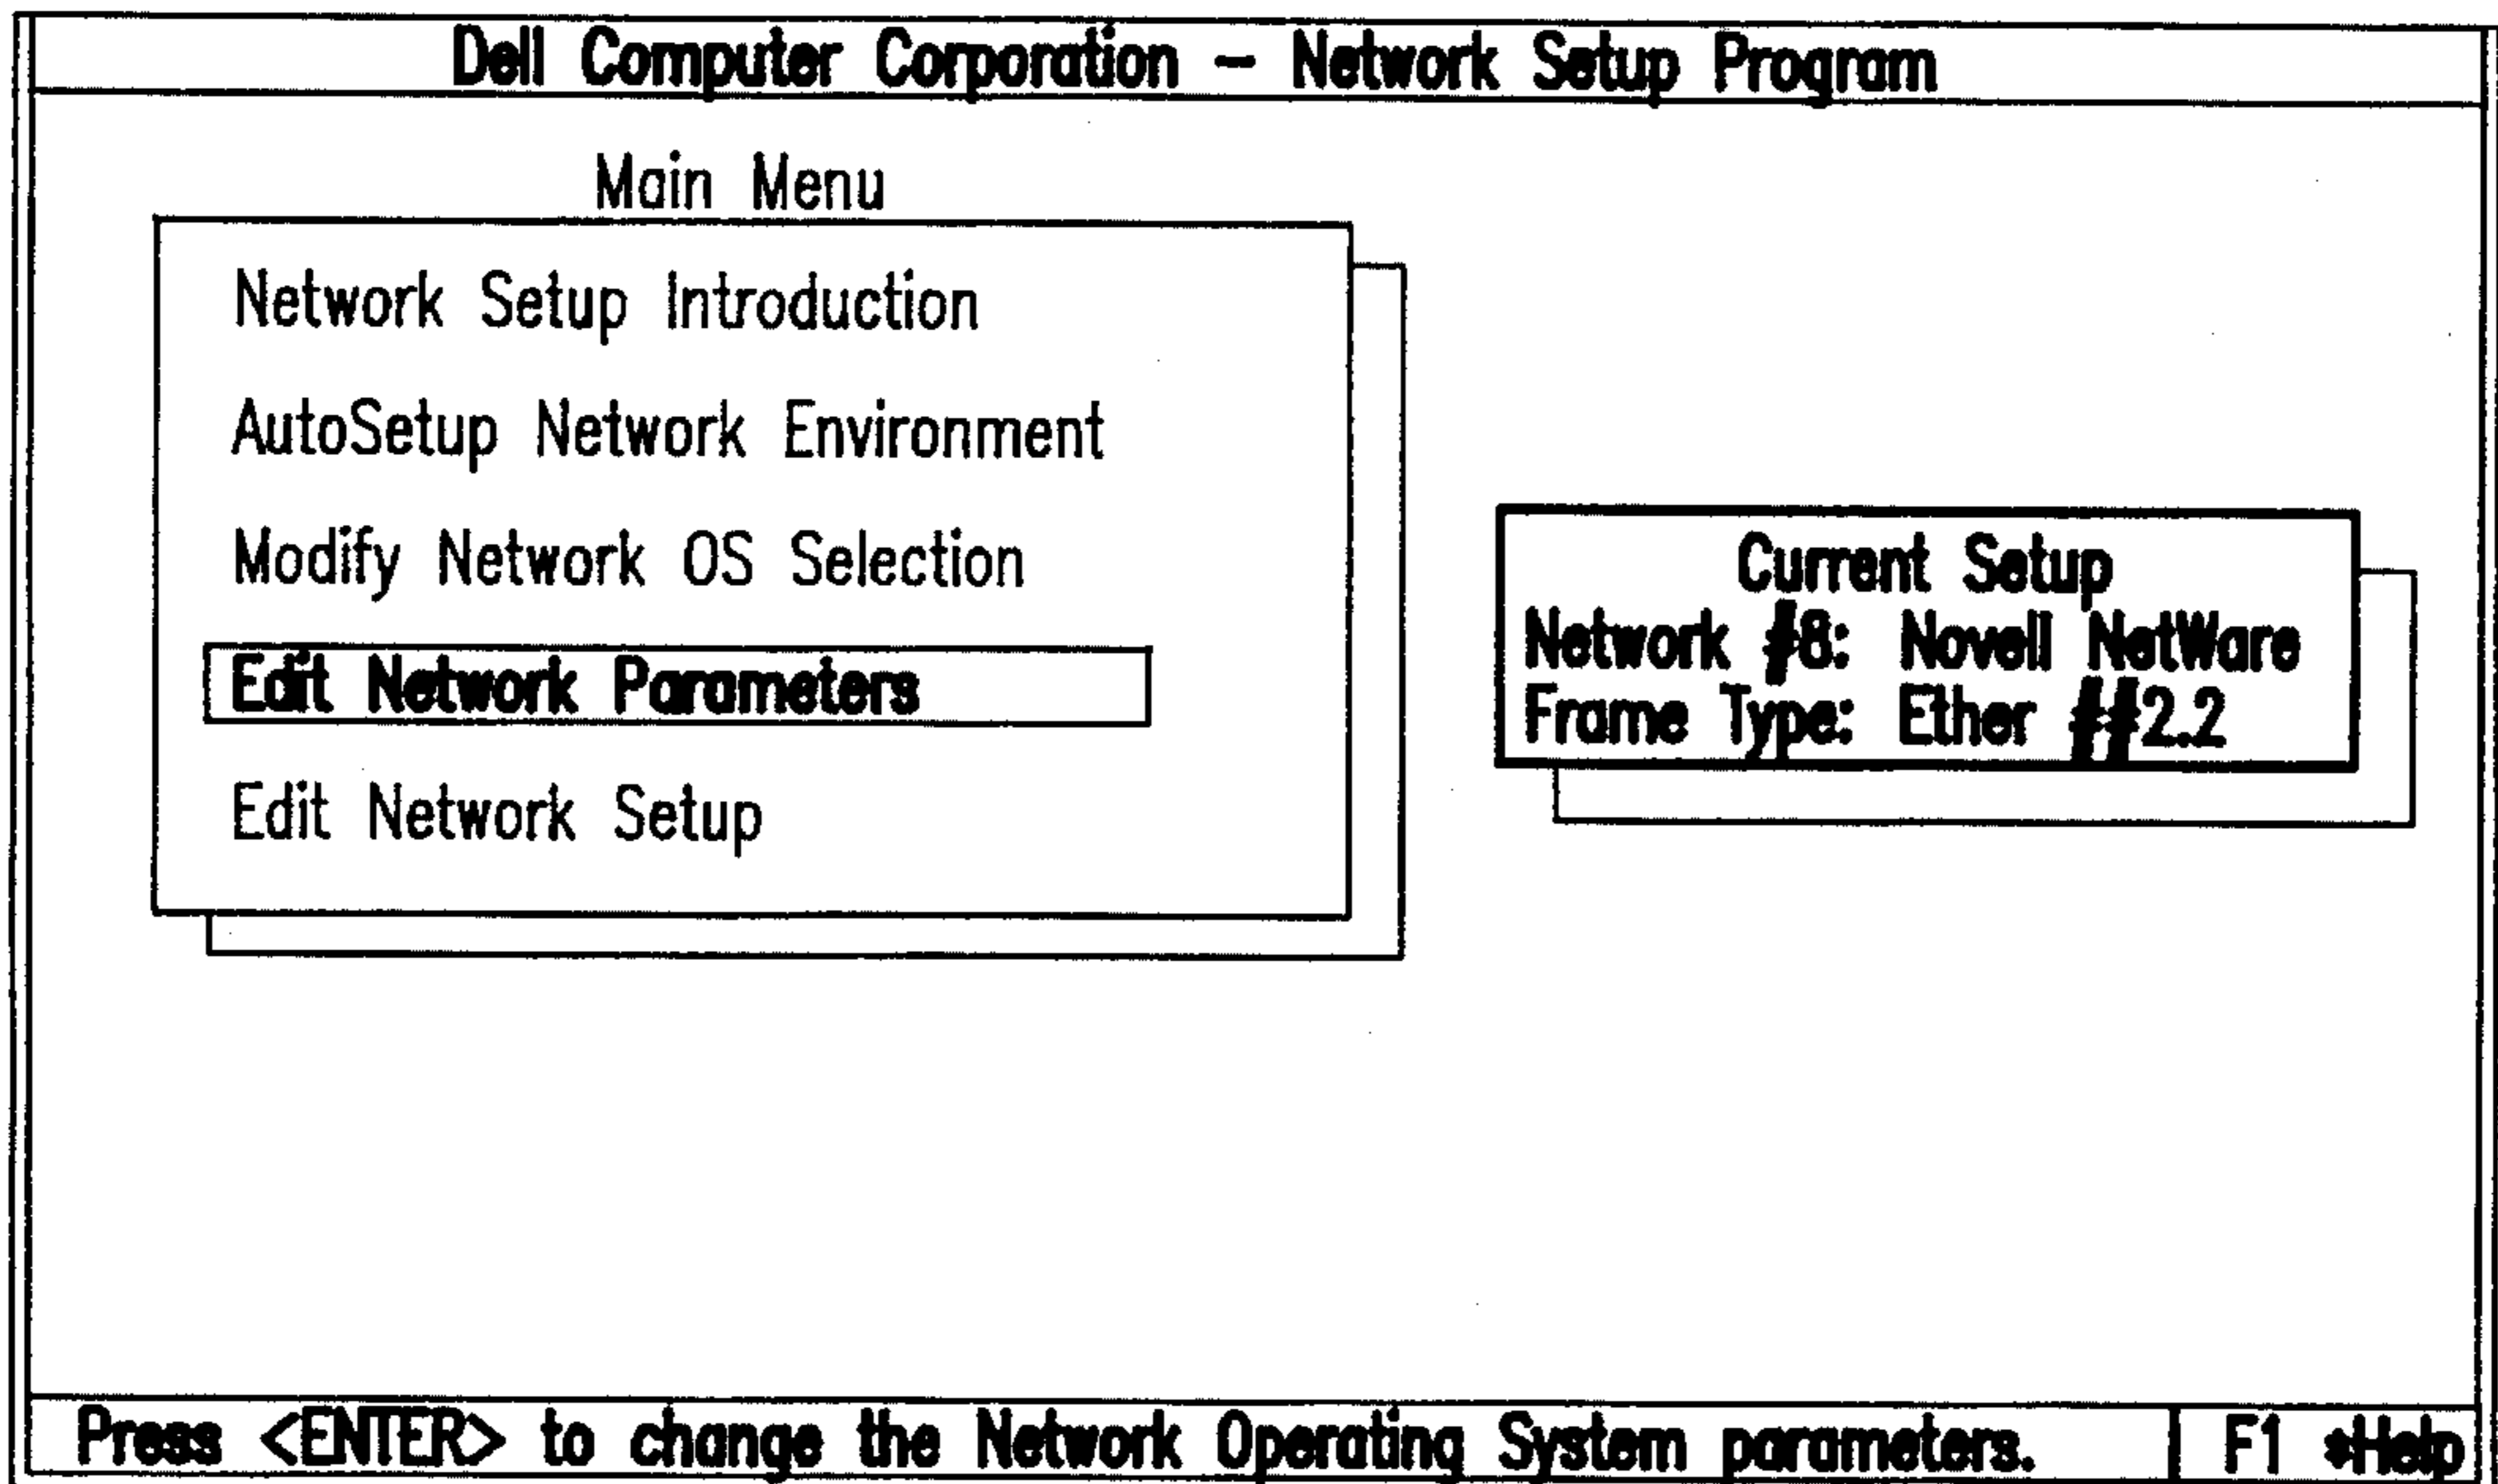 Dell Computer Corporation - Network Setup Program
Main Menu
Network Setup Introduction
AutoSetup Network Environment
Modify Network OS Selection
Edit Network Parameters
Edit Network Setup
Current Setup
Network #8: Novell NetWare
Frame Type: Ether ##2.2
Press <ENTER> to change the Network Operating System parameters.
F1 *Help